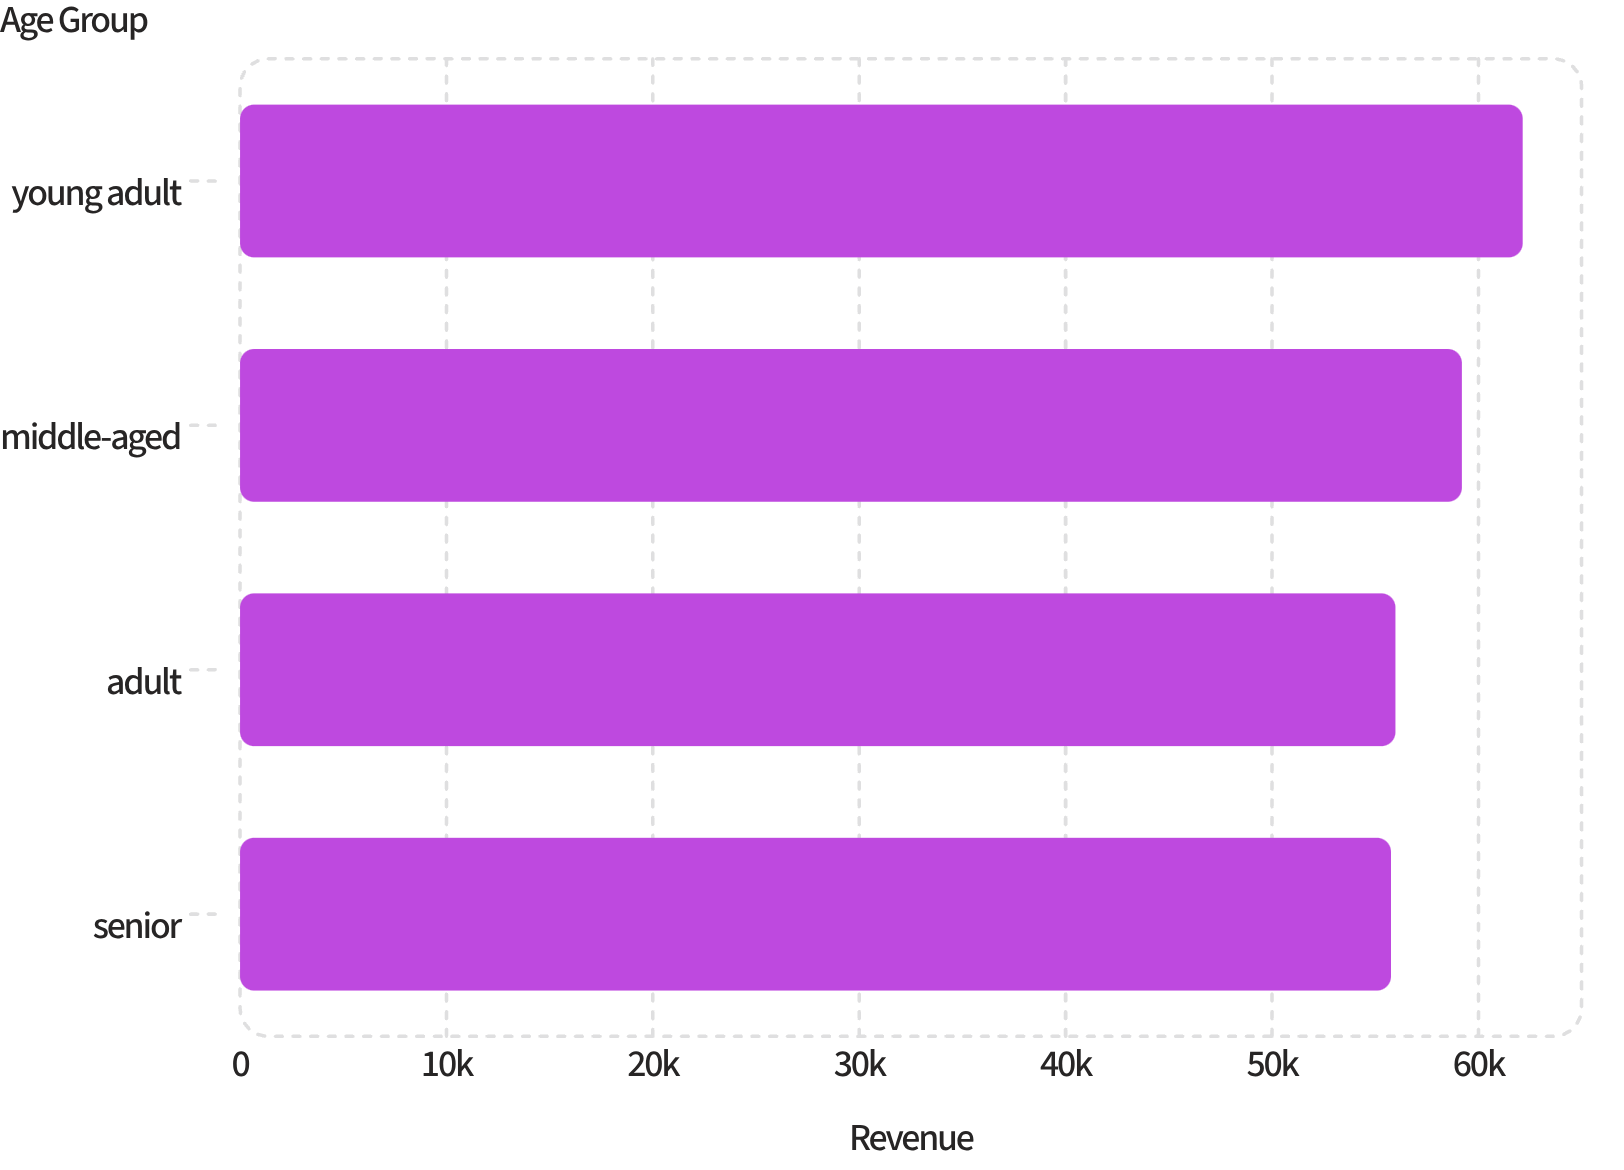 Age Group
young adult
middle-aged
adult
senior
0 10k 20k 30k 40k 50k 60k
Revenue